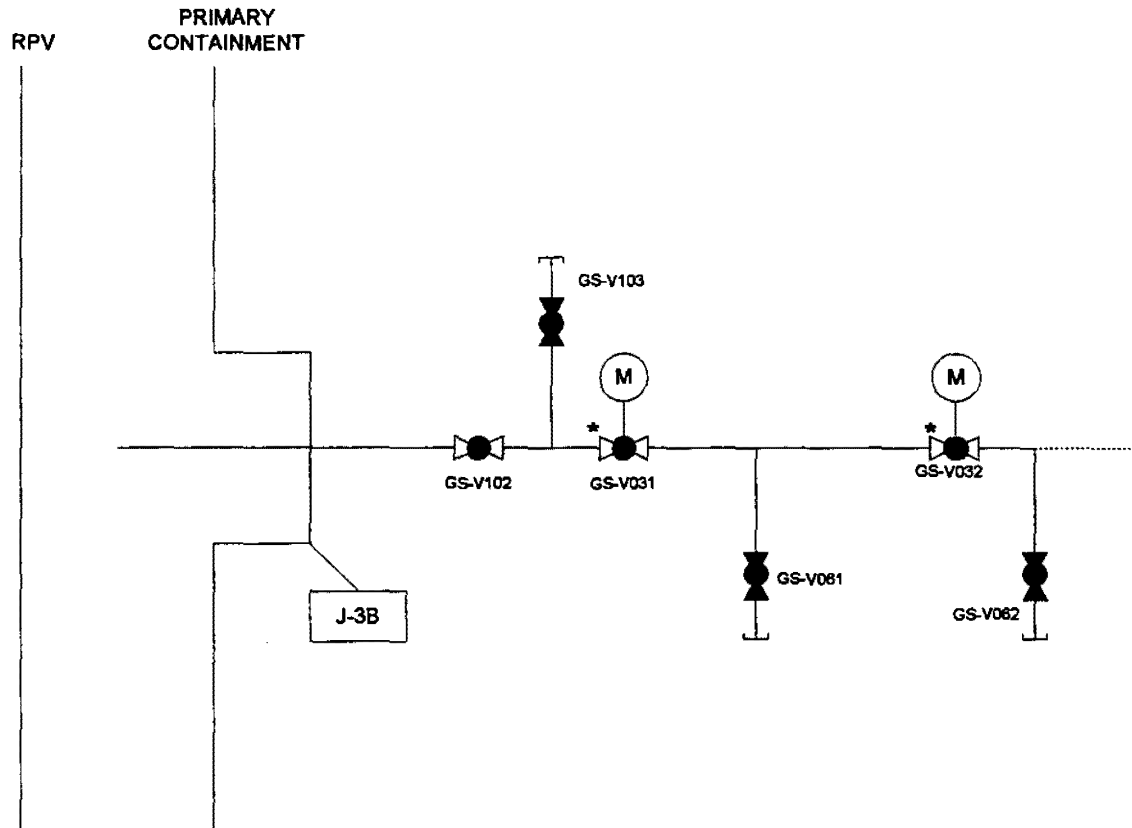 RPV
PRIMARY
CONTAINMENT
GS-V103
M
M
*
*
GS-V102
GS-V031
GS-V032
GS-V061
J-3B
GS-V062